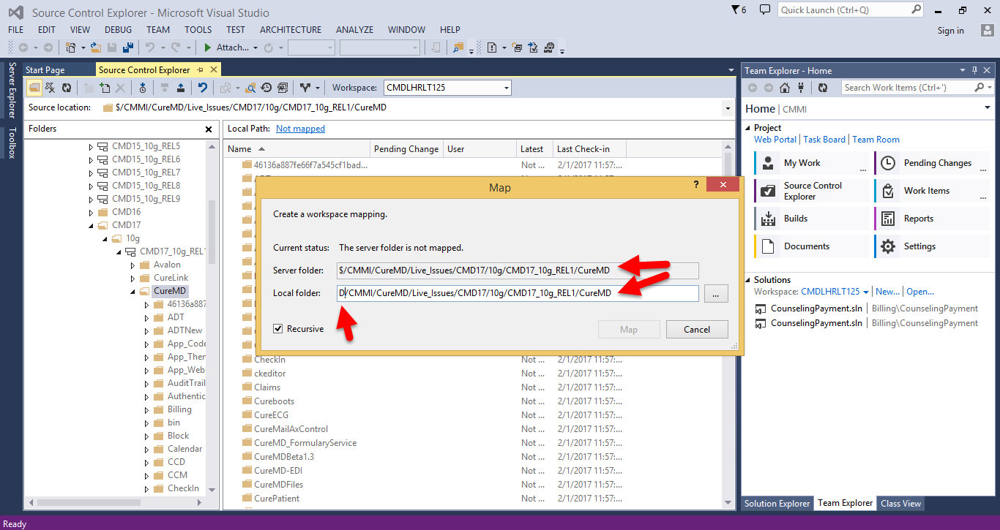 Source Control Explorer - Microsoft Visual Studio
6
Quick Launch (Ctrl+Q)
FILE EDIT VIEW DEBUG TEAM TOOLS TEST ARCHITECTURE ANALYZE WINDOW HELP
Sign in
Attach...
Server Explorer
Toolbox
Start Page
Source Control Explorer
Workspace: CMDLHRLT125
Source location: $/CMMI/CureMD/Live_Issues/CMD17/10g/CMD17_10g_REL1/CureMD
Folders
CMD15_10g_REL5
CMD15_10g_REL6
CMD15_10g_REL7
CMD15_10g_REL8
CMD15_10g_REL9
CMD16
CMD17
10g
CMD17_10g_REL1
Avalon
CureLink
CureMD
46136a887
ADT
ADTNew
App_Code
App_Then
App_Web
AuditTrail
Authentic
Billing
bin
Block
Calendar
CCD
CCM
CheckIn
Local Path: Not mapped
Name Pending Change User Latest Last Check-in
46136a887fe66f7a545cf1bad... Not ... 2/1/2017 11:57:...
Map
?
Create a workspace mapping.
Current status: The server folder is not mapped.
Server folder: $/CMMI/CureMD/Live_Issues/CMD17/10g/CMD17_10g_REL1/CureMD
Local folder: D/CMMI/CureMD/Live_Issues/CMD17/10g/CMD17_10g_REL1/CureMD
...
Recursive
Map
Cancel
CheckIn Not ... 2/1/2017 11:57:...
ckeditor Not ... 2/1/2017 11:57:...
Claims Not ... 2/1/2017 11:57:...
Cureboots Not ... 2/1/2017 11:57:...
CureECG Not ... 2/1/2017 11:57:...
CureMailAxControl Not ... 2/1/2017 11:57:...
CureMD_FormularyService Not ... 2/1/2017 11:57:...
CureMDBeta1.3 Not ... 2/1/2017 11:57:...
CureMD-EDI Not ... 2/1/2017 11:57:...
CureMDFiles Not ... 2/1/2017 11:57:...
CurePatient Not ... 2/1/2017 11:57:...
Team Explorer - Home
Search Work Items (Ctrl+')
Home | CMMI
Project
Web Portal | Task Board | Team Room
My Work
...
Pending Changes
...
Source Control Explorer
Work Items
...
Builds
Reports
Documents
Settings
Solutions
Workspace: CMDLHRLT125 | New... | Open...
CounselingPayment.sln | Billing\CounselingPayment
CounselingPayment.sln | Billing\CounselingPayment
Solution Explorer
Team Explorer
Class View
Ready